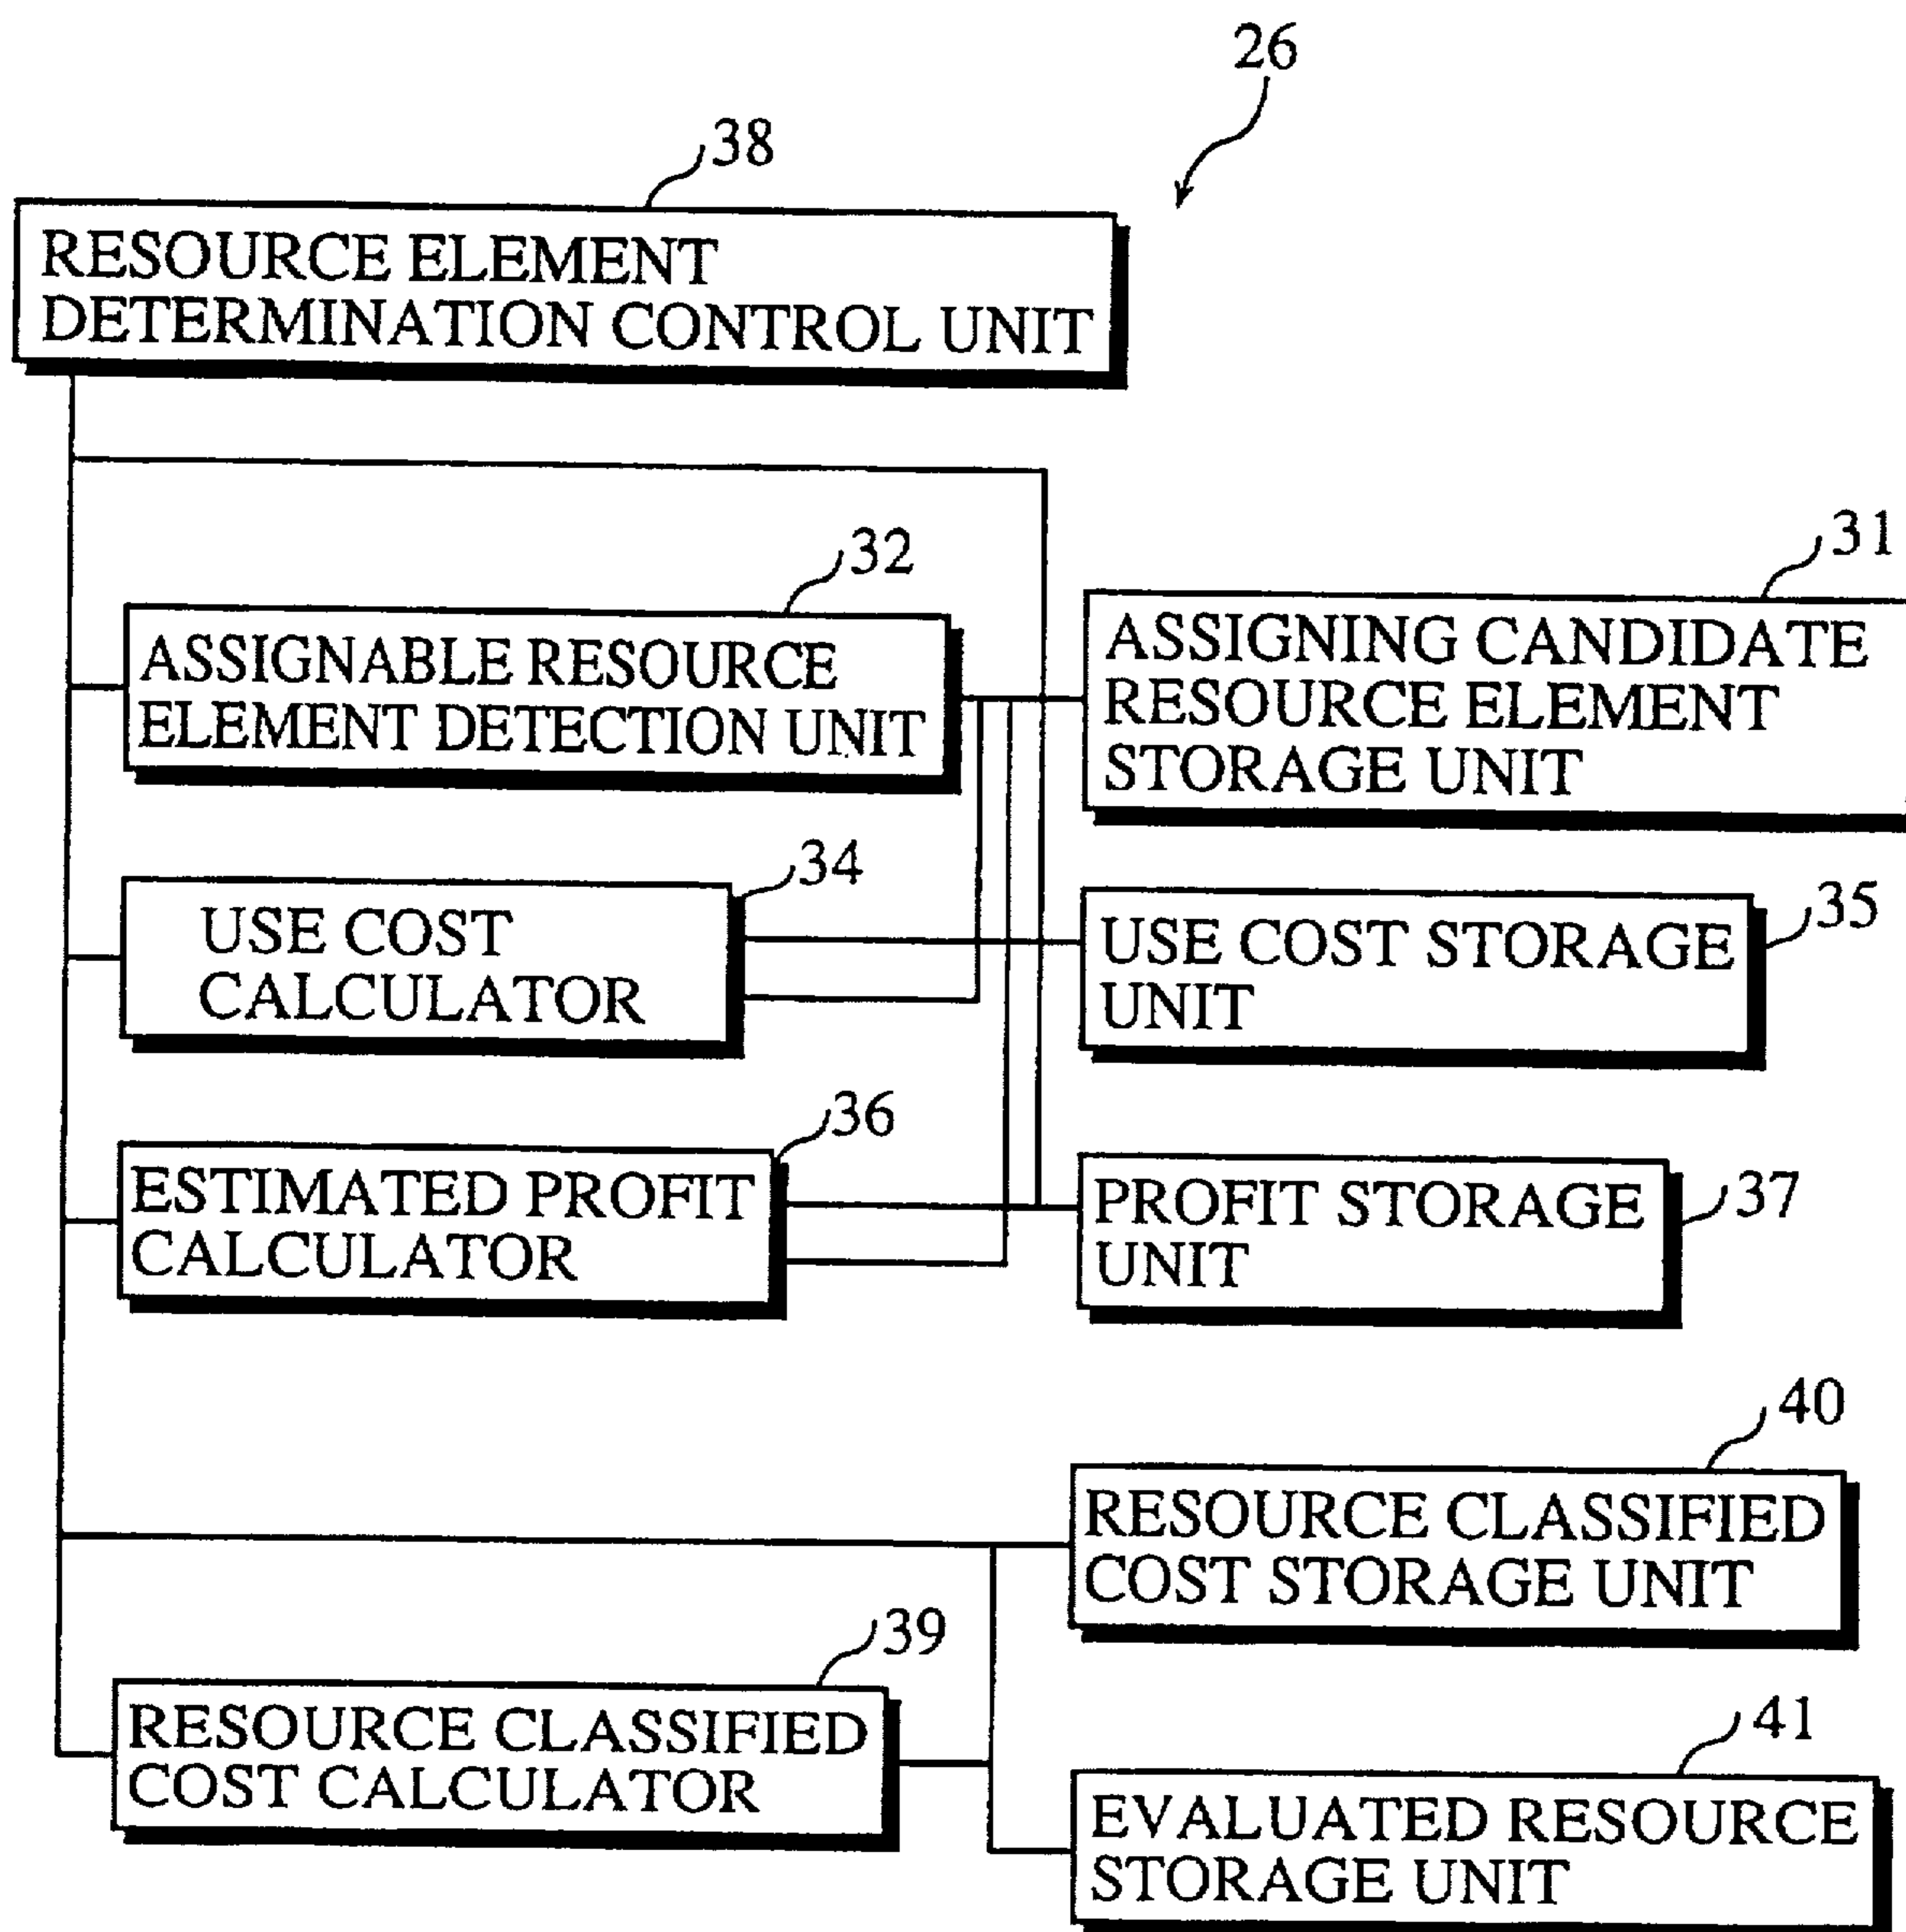 26
38
RESOURCE ELEMENT
DETERMINATION CONTROL UNIT
32
ASSIGNABLE RESOURCE
ELEMENT DETECTION UNIT
31
ASSIGNING CANDIDATE
RESOURCE ELEMENT
STORAGE UNIT
34
USE COST
CALCULATOR
35
USE COST STORAGE
UNIT
36
ESTIMATED PROFIT
CALCULATOR
37
PROFIT STORAGE
UNIT
40
RESOURCE CLASSIFIED
COST STORAGE UNIT
39
RESOURCE CLASSIFIED
COST CALCULATOR
41
EVALUATED RESOURCE
STORAGE UNIT